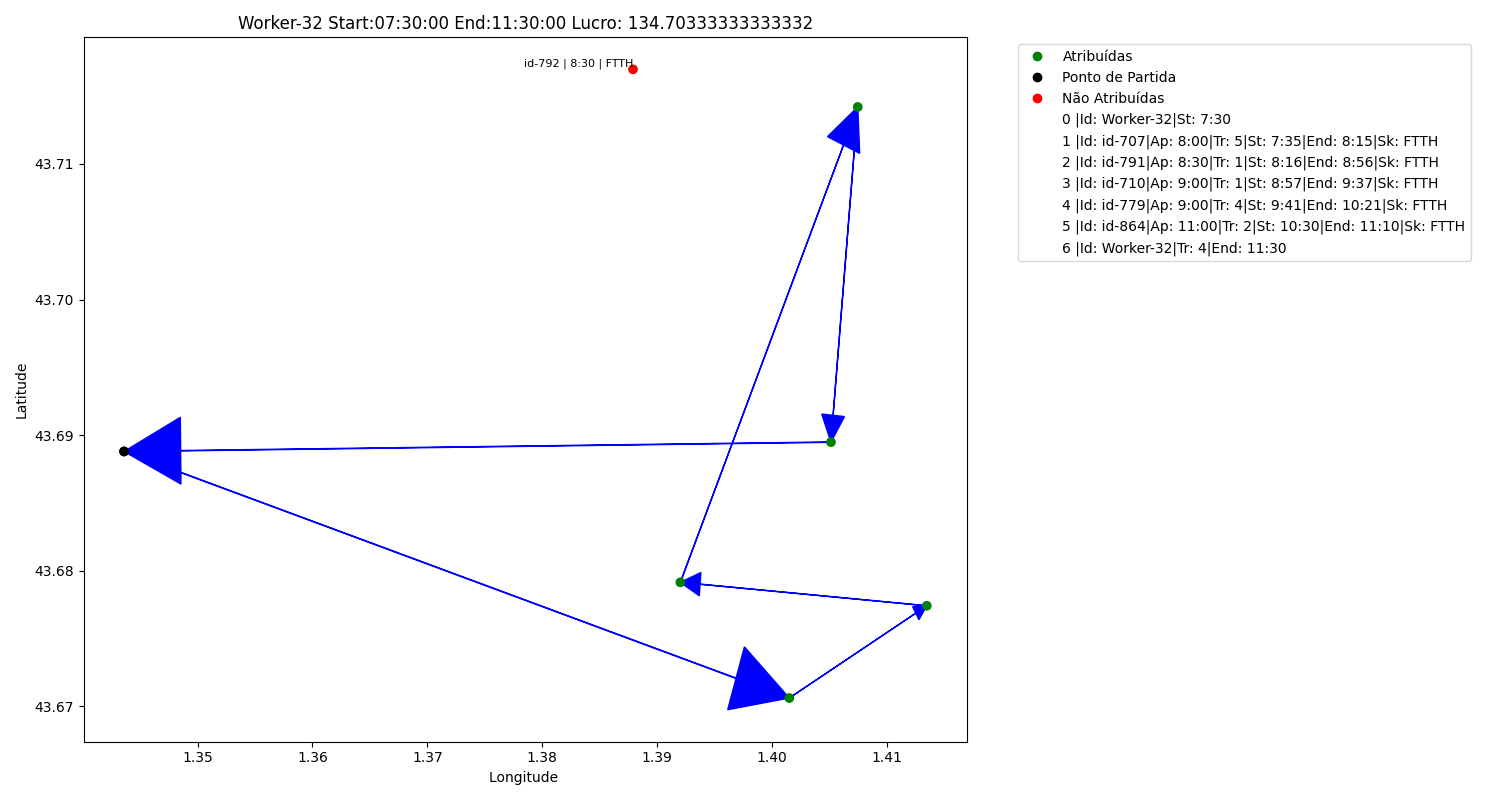 Worker-32 Start:07:30:00 End:11:30:00 Lucro: 134.70333333333332
id-792 | 8:30 | FTTH
43.71
43.70
43.69
43.68
43.67
Latitude
1.35 1.36 1.37 1.38 1.39 1.40 1.41
Longitude
Atribuídas
Ponto de Partida
Não Atribuídas
0 |Id: Worker-32|St: 7:30
1 |Id: id-707|Ap: 8:00|Tr: 5|St: 7:35|End: 8:15|Sk: FTTH
2 |Id: id-791|Ap: 8:30|Tr: 1|St: 8:16|End: 8:56|Sk: FTTH
3 |Id: id-710|Ap: 9:00|Tr: 1|St: 8:57|End: 9:37|Sk: FTTH
4 |Id: id-779|Ap: 9:00|Tr: 4|St: 9:41|End: 10:21|Sk: FTTH
5 |Id: id-864|Ap: 11:00|Tr: 2|St: 10:30|End: 11:10|Sk: FTTH
6 |Id: Worker-32|Tr: 4|End: 11:30